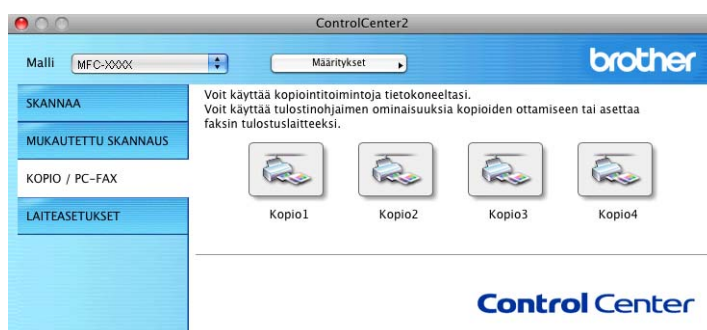 ControlCenter2
Malli MFC-XXXX Määritykset brother
SKANNAA
MUKAUTETTU SKANNAUS
KOPIO / PC-FAX
LAITEASETUKSET
Voit käyttää kopiointitoimintoja tietokoneeltasi.
Voit käyttää tulostinohjaimen ominaisuuksia kopioiden ottamiseen tai asettaa
faksin tulostuslaitteeksi.
Kopio1 Kopio2 Kopio3 Kopio4
Control Center